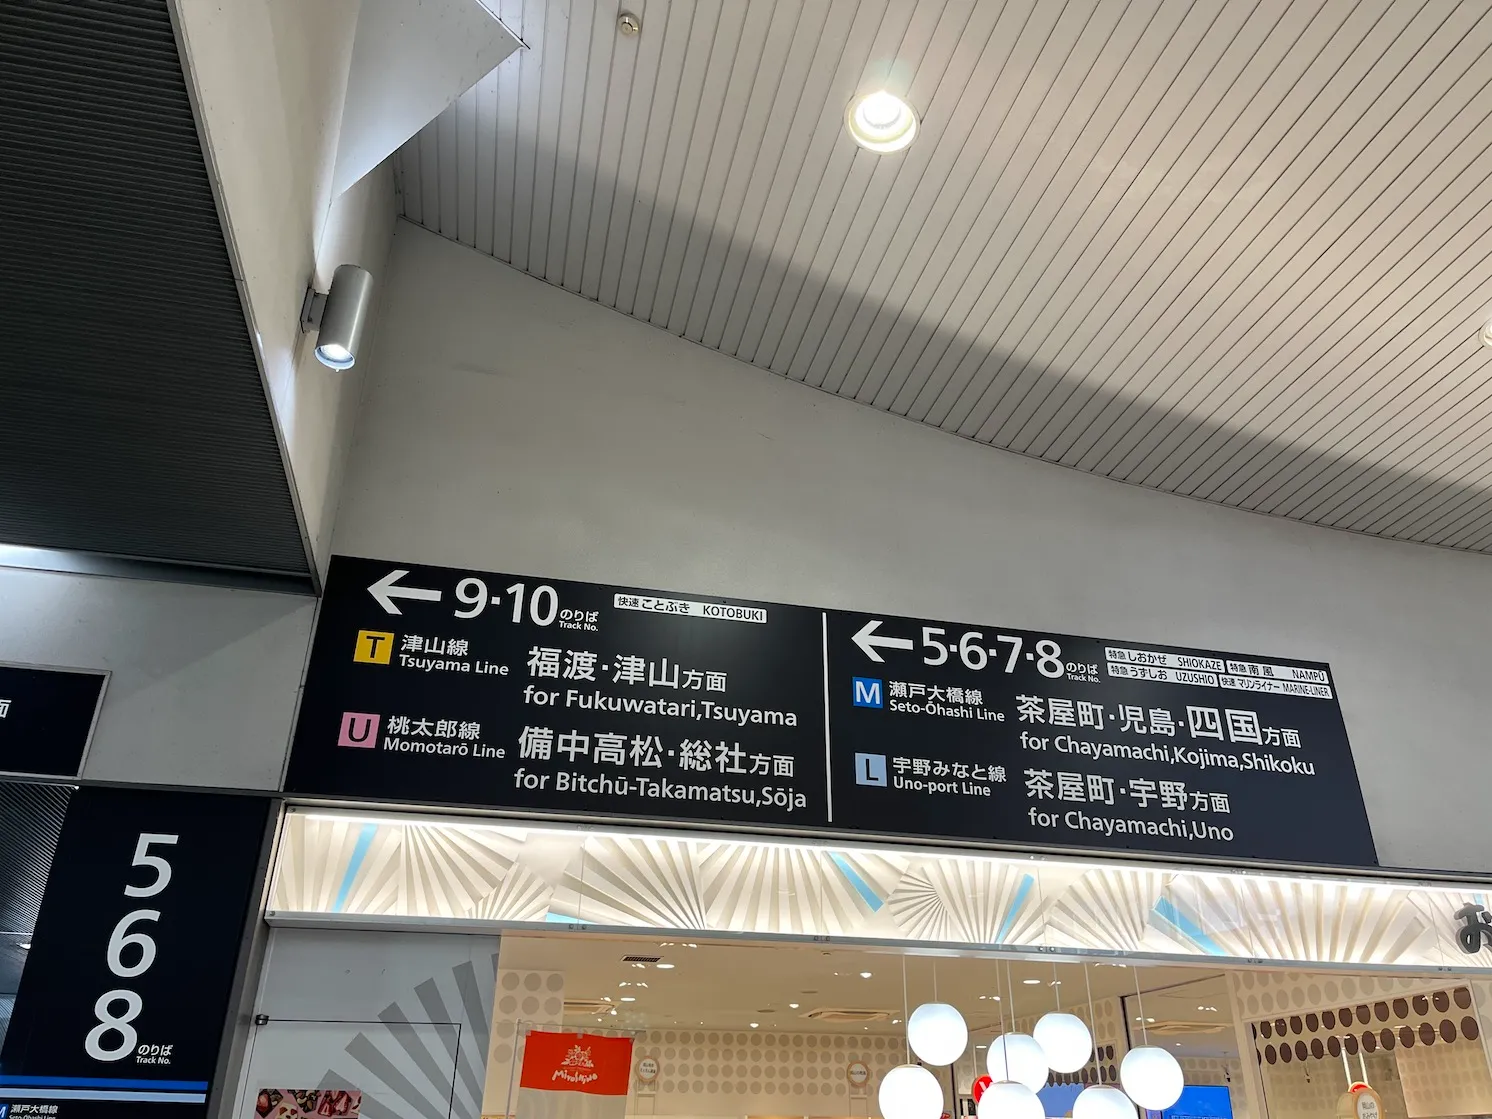 9·10のりば
Track No.
快速 ことぶき KOTOBUKI
T 津山線
Tsuyama Line
福渡・津山方面
for Fukuwatari,Tsuyama
U 桃太郎線
Momotarō Line
備中高松・総社方面
for Bitchū-Takamatsu,Sōja
5·6·7·8のりば
Track No.
特急 しおかぜ SHIOKAZE
特急 南風 NAMPŪ
特急 うずしお UZUSHIO
快速 マリンライナー MARINE-LINER
M 瀬戸大橋線
Seto-Ōhashi Line
茶屋町・児島・四国方面
for Chayamachi,Kojima,Shikoku
L 宇野みなと線
Uno-port Line
茶屋町・宇野方面
for Chayamachi,Uno
面
5
6
8のりば
Track No.
M 瀬戸大橋線
Seto-Ōhashi Line
お